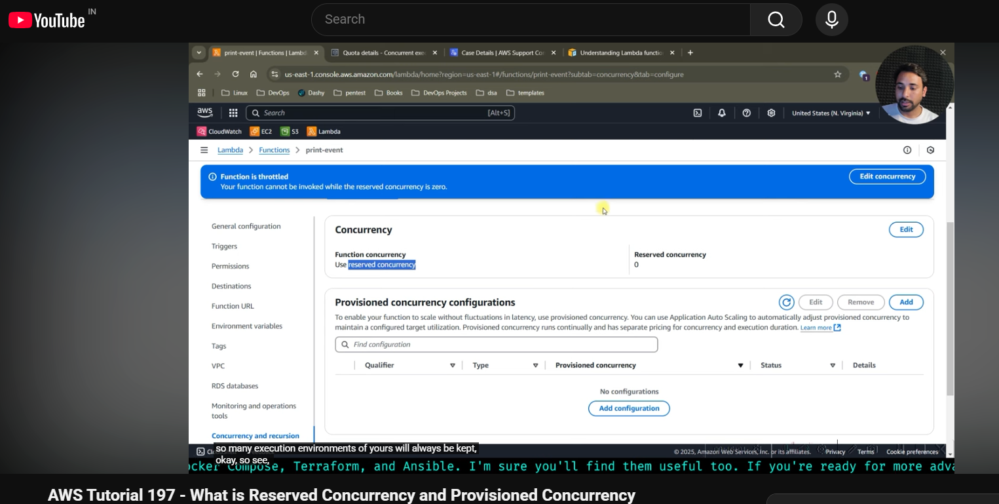 YouTube IN
Search
print-event | Functions | Lambd
Quota details - Concurrent exe
Case Details | AWS Support Co
Understanding Lambda functio
us-east-1.console.aws.amazon.com/lambda/home?region=us-east-1#/functions/print-event?subtab=concurrency&tab=configure
1
Linux DevOps Dashy pentest Books DevOps Projects dsa templates
aws Search [Alt+S] United States (N. Virginia)
CloudWatch EC2 S3 Lambda
Lambda Functions print-event
Function is throttled
Your function cannot be invoked while the reserved concurrency is zero.
Edit concurrency
General configuration
Triggers
Permissions
Destinations
Function URL
Environment variables
Tags
VPC
RDS databases
Monitoring and operations
tools
Concurrency and recursion
Concurrency Edit
Function concurrency
Use reserved concurrency
Reserved concurrency
0
Provisioned concurrency configurations Edit Remove Add
To enable your function to scale without fluctuations in latency, use provisioned concurrency. You can use Application Auto Scaling to automatically adjust provisioned concurrency to
maintain a configured target utilization. Provisioned concurrency runs continually and has separate pricing for concurrency and execution duration. Learn more
Find configuration
Qualifier Type Provisioned concurrency Status Details
No configurations
Add configuration
so many execution environments of yours will always be kept,
okay, so see,
© 2025, Amazon Web Services, Inc. or its affiliates. Privacy Terms Cookie preferences
ocker Compose, Terraform, and Ansible. I'm sure you'll find them useful too. If you're ready for more adva
AWS Tutorial 197 - What is Reserved Concurrency and Provisioned Concurrency